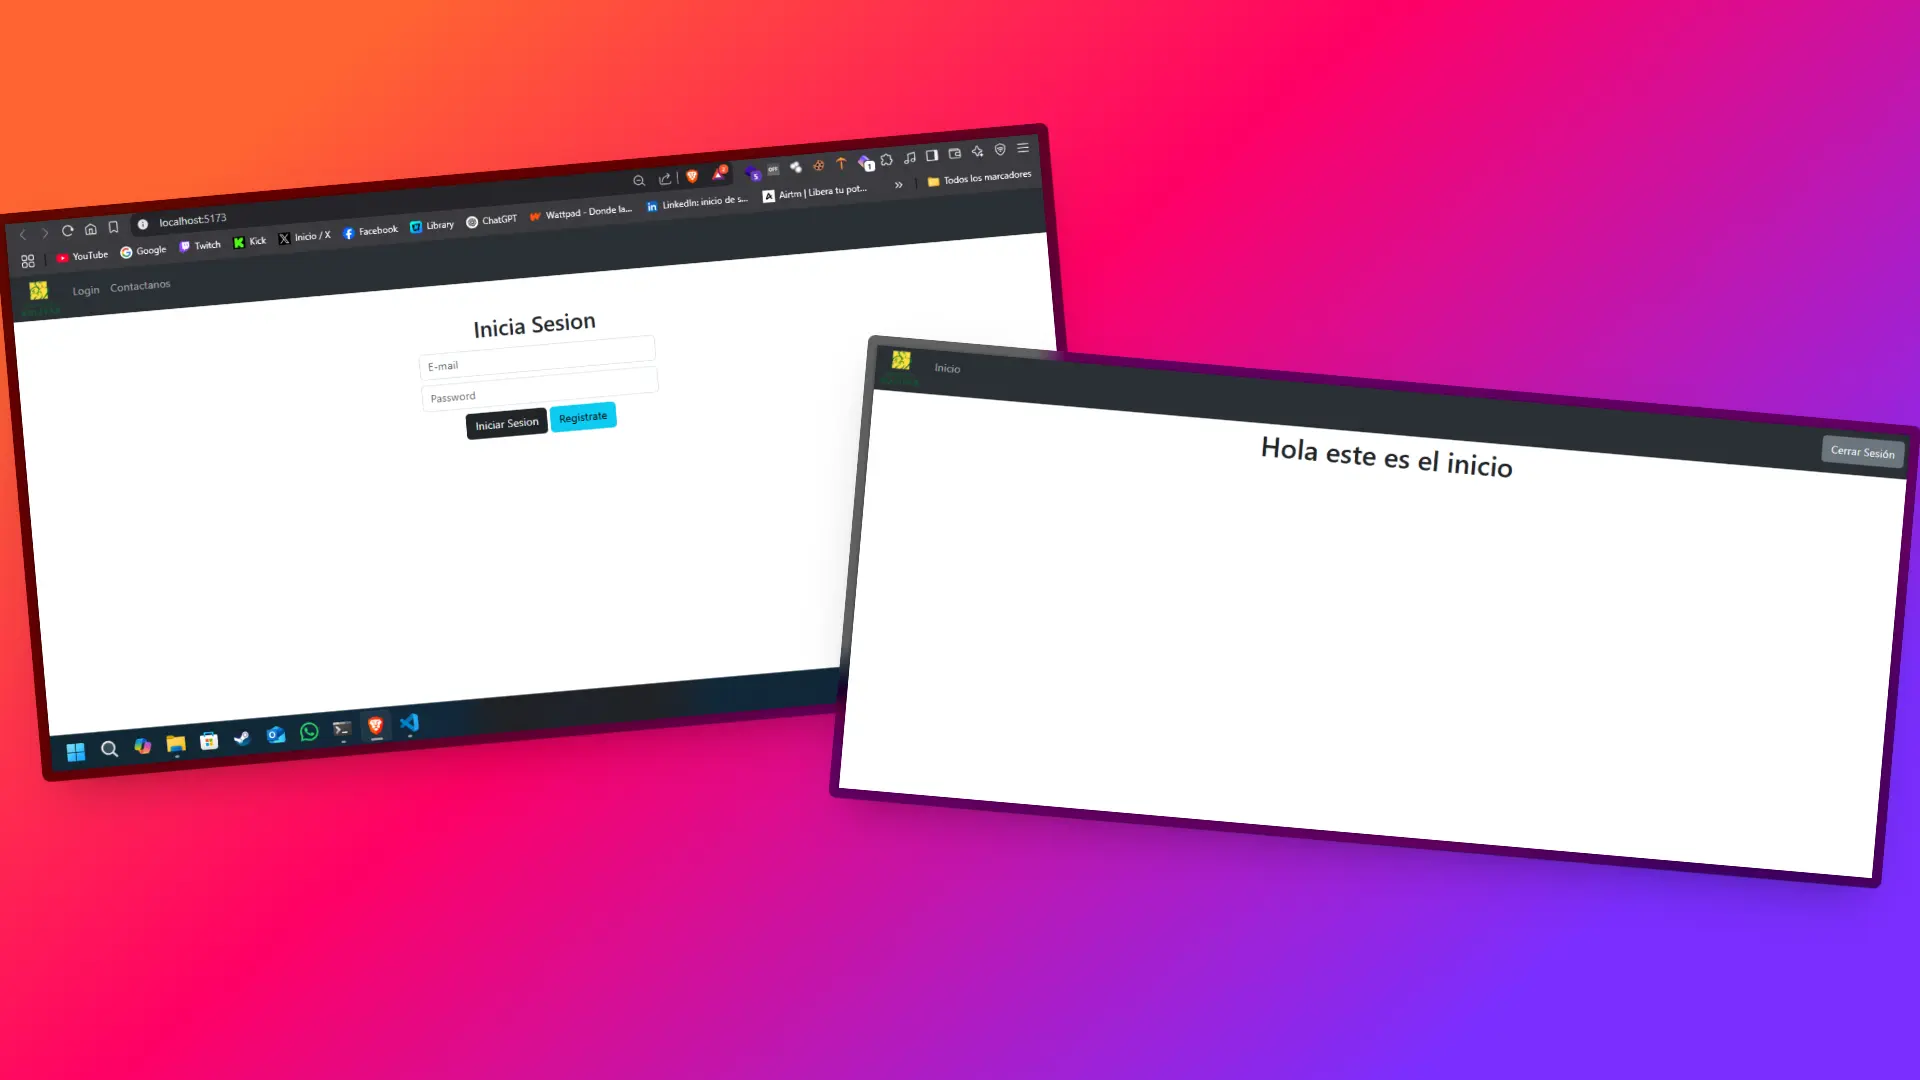 localhost:5173
YouTube Google Twitch Kick Inicio / X Facebook Library ChatGPT Wattpad - Donde la... LinkedIn: inicio de s... Airtm | Libera tu pot... » Todos los marcadores
Login Contactanos
Inicia Sesion
E-mail
Password
Iniciar Sesion Registrate
Inicio
Cerrar Sesión
Hola este es el inicio